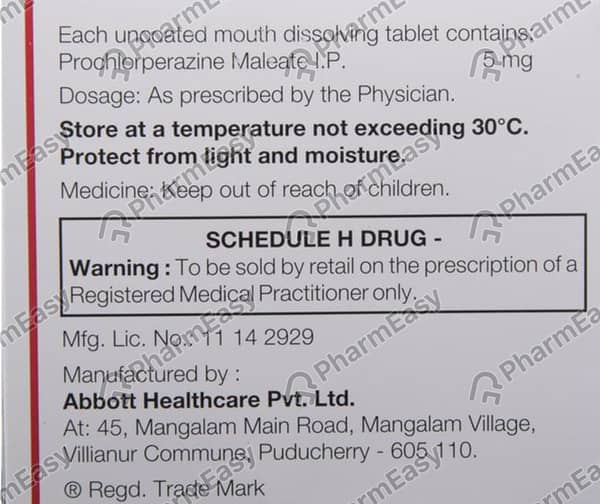 Each uncoated mouth dissolving tablet contains:
Prochlorperazine Maleate I.P. 5 mg
Dosage: As prescribed by the Physician.
Store at a temperature not exceeding 30°C.
Protect from light and moisture.
Medicine: Keep out of reach of children.
SCHEDULE H DRUG -
Warning : To be sold by retail on the prescription of a
Registered Medical Practitioner only.
Mfg. Lic. No.: 11 14 2929
Manufactured by :
Abbott Healthcare Pvt. Ltd.
At: 45, Mangalam Main Road, Mangalam Village,
Villianur Commune, Puducherry - 605 110.
® Regd. Trade Mark
PharmEasy